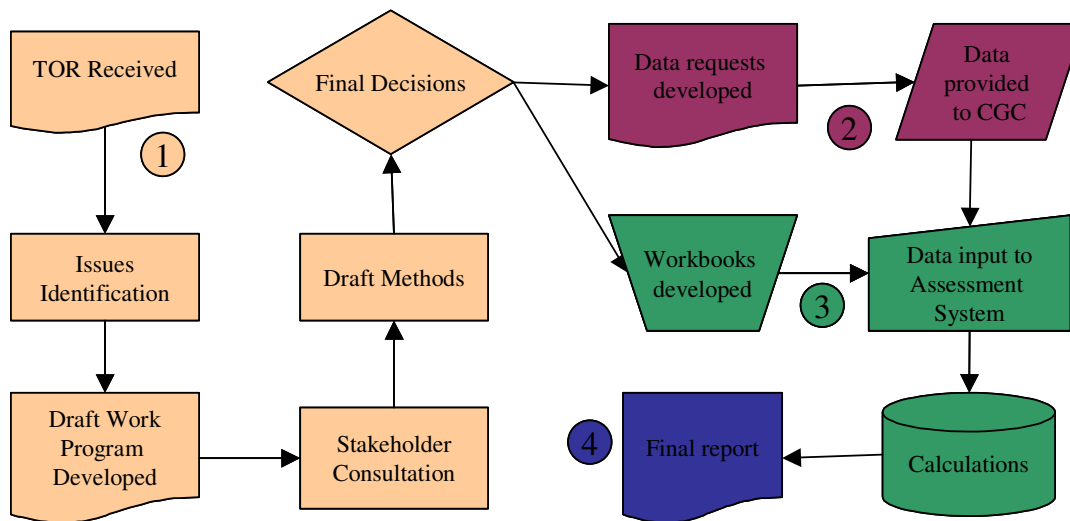 TOR Received
1
Issues
Identification
Draft Work
Program
Developed
Stakeholder
Consultation
Draft Methods
Final Decisions
Data requests
developed
2
Data
provided
to CGC
Workbooks
developed
3
Data input to
Assessment
System
Calculations
4
Final report